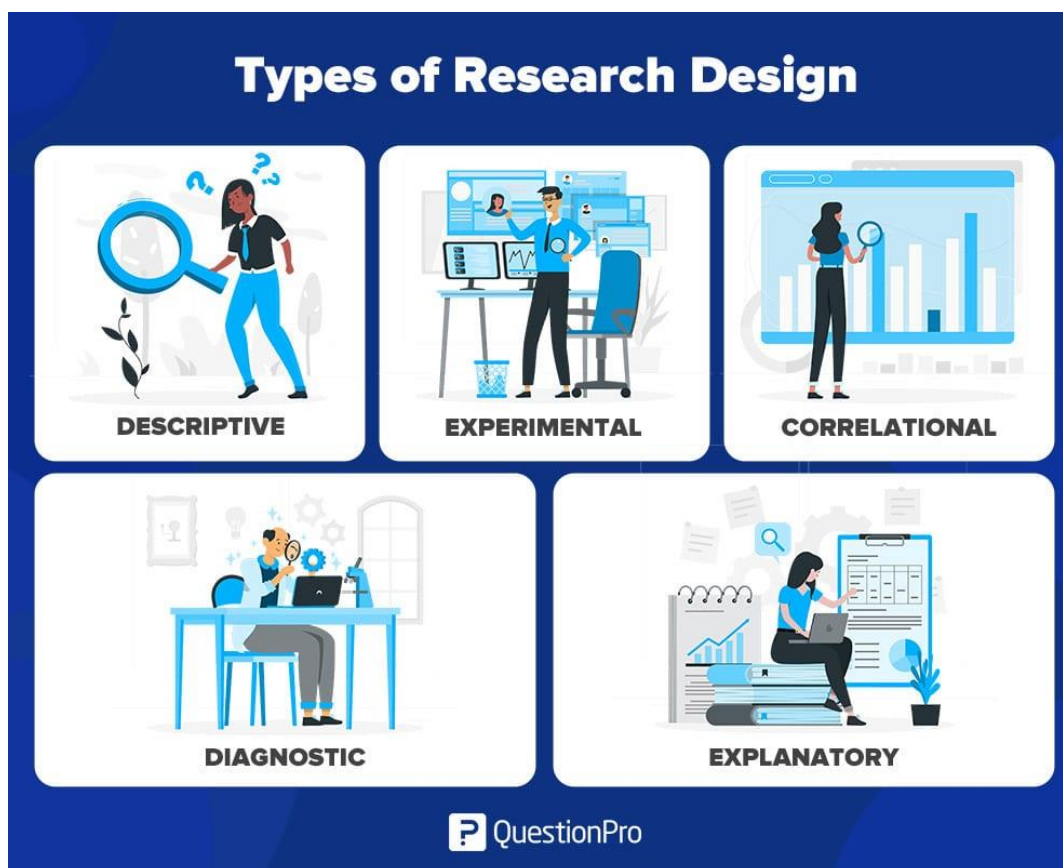 Types of Research Design
DESCRIPTIVE
EXPERIMENTAL
CORRELATIONAL
DIAGNOSTIC
EXPLANATORY
QuestionPro